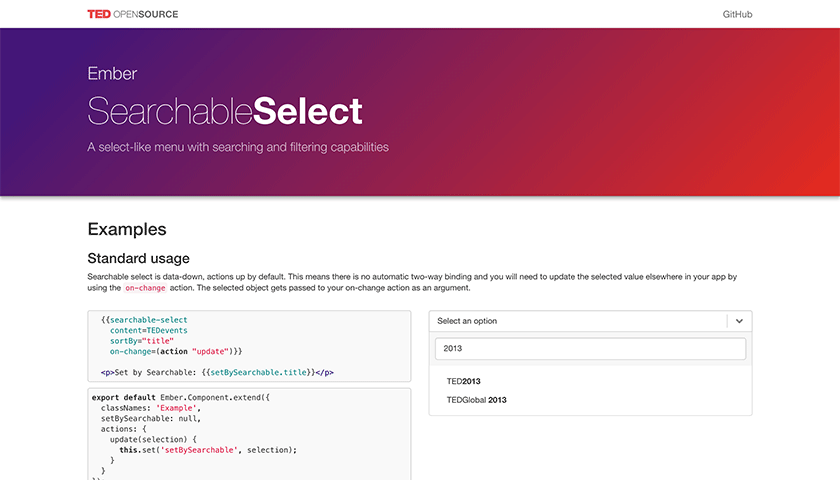 TED OPENSOURCE
GitHub
Ember
SearchableSelect
A select-like menu with searching and filtering capabilities
Examples
Standard usage
Searchable select is data-down, actions up by default. This means there is no automatic two-way binding and you will need to update the selected value elsewhere in your app by
using the on-change action. The selected object gets passed to your on-change action as an argument.
{{searchable-select
content=TEDevents
sortBy="title"
on-change=(action "update")}}
<p>Set by Searchable: {{setBySearchable.title}}</p>
export default Ember.Component.extend({
classNames: 'Example',
setBySearchable: null,
actions: {
update(selection) {
this.set('setBySearchable', selection);
}
}
Select an option
2013
TED2013
TEDGlobal 2013